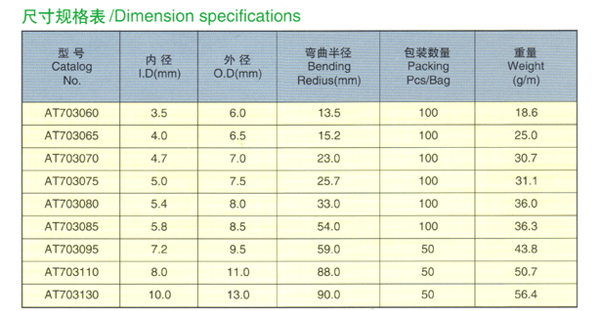 尺寸规格表/Dimension specifications
型 号 内 径 外 径 弯曲半径 包装数量 重量
Catalog I.D(mm) O.D(mm) Bending Packing Weight
No. Redius(mm) Pcs/Bag (g/m)
AT703060 3.5 6.0 13.5 100 18.6
AT703065 4.0 6.5 15.2 100 25.0
AT703070 4.7 7.0 23.0 100 30.7
AT703075 5.0 7.5 25.7 100 31.1
AT703080 5.4 8.0 33.0 100 36.0
AT703085 5.8 8.5 54.0 100 36.3
AT703095 7.2 9.5 59.0 50 43.8
AT703110 8.0 11.0 88.0 50 50.7
AT703130 10.0 13.0 90.0 50 56.4